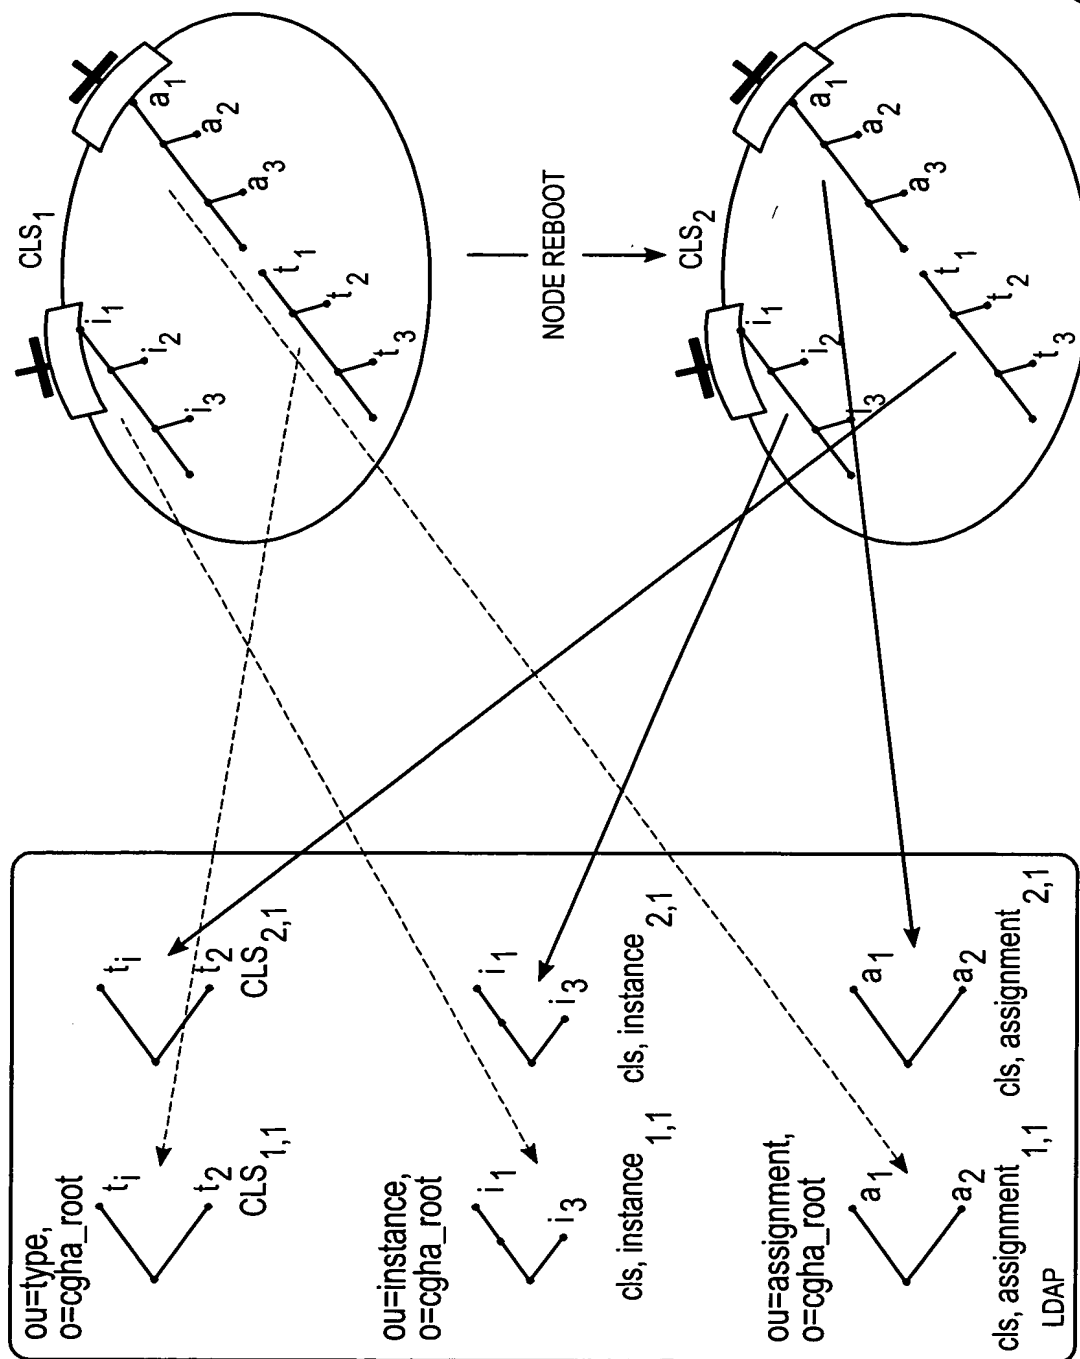 CLS1
i1
i2
i3
a1
a2
a3
t1
t2
t3
NODE REBOOT
CLS2
i1
i2
i3
a1
a2
a3
t1
t2
t3
ou=type,
o=cgha_root
ti
t2
CLS1,1
ti
t2
CLS2,1
ou=instance,
o=cgha_root
i1
i3
cls, instance 1,1
i1
i3
cls, instance 2,1
ou=assignment,
o=cgha_root
a1
a2
cls, assignment 1,1
a1
a2
cls, assignment 2,1
LDAP